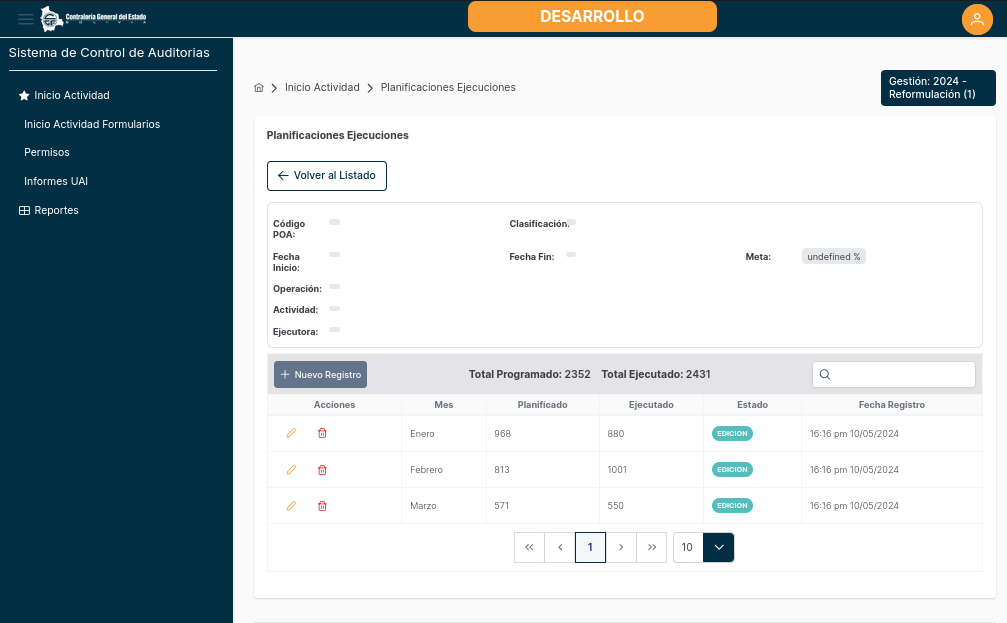 Contraloría General del Estado
BOLIVIA
DESARROLLO
Sistema de Control de Auditorias
Inicio Actividad
Inicio Actividad Formularios
Permisos
Informes UAI
Reportes
Inicio Actividad
Planificaciones Ejecuciones
Gestión: 2024 -
Reformulación (1)
Planificaciones Ejecuciones
Volver al Listado
Código
POA:
Clasificación:
Fecha
Inicio:
Fecha Fin:
Meta: undefined %
Operación:
Actividad:
Ejecutora:
Nuevo Registro
Total Programado: 2352 Total Ejecutado: 2431
Acciones Mes Planificado Ejecutado Estado Fecha Registro
Enero 968 880 EDICION 16:16 pm 10/05/2024
Febrero 813 1001 EDICION 16:16 pm 10/05/2024
Marzo 571 550 EDICION 16:16 pm 10/05/2024
« ‹ 1 › » 10